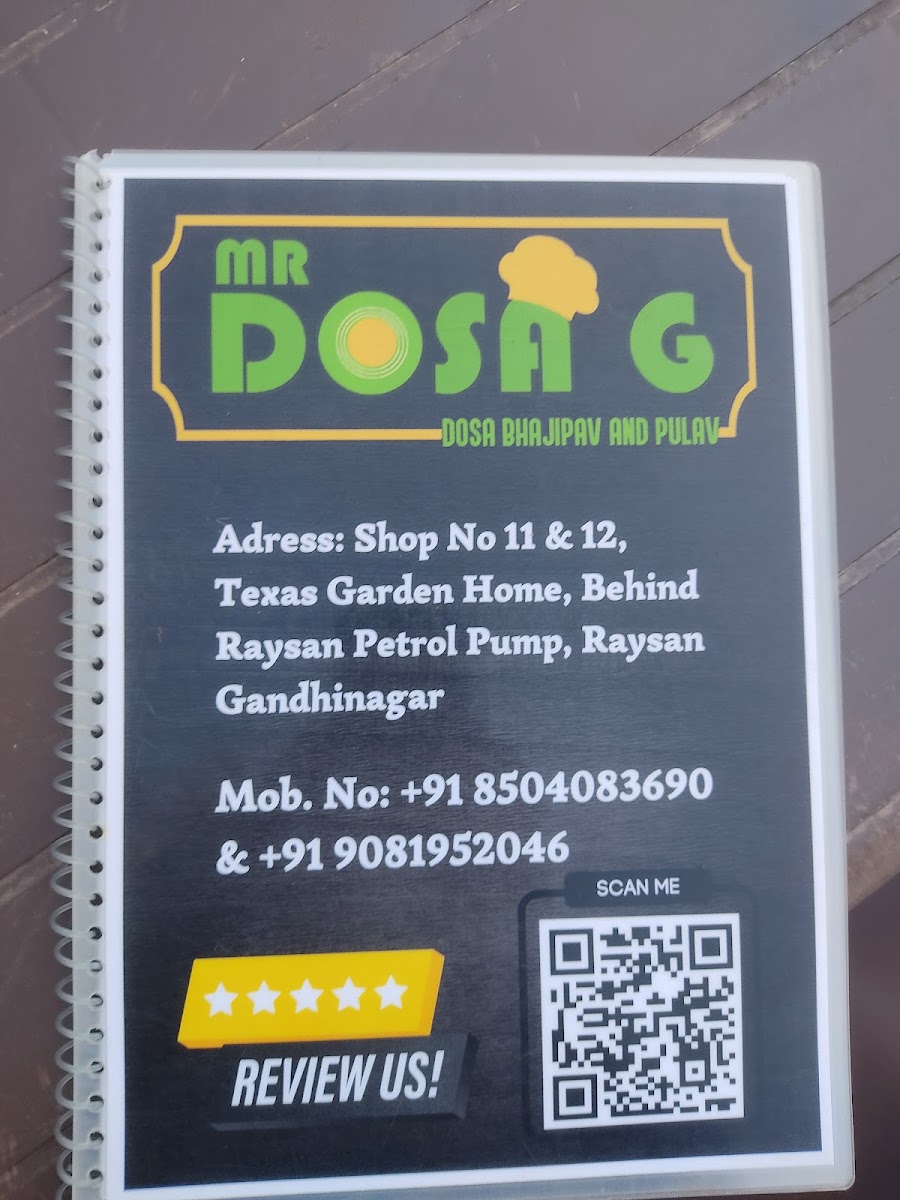 MR
DOSA G
DOSA BHAJIPAV AND PULAV
Adress: Shop No 11 & 12,
Texas Garden Home, Behind
Raysan Petrol Pump, Raysan
Gandhinagar
Mob. No: +91 8504083690
& +91 9081952046
SCAN ME
REVIEW US!